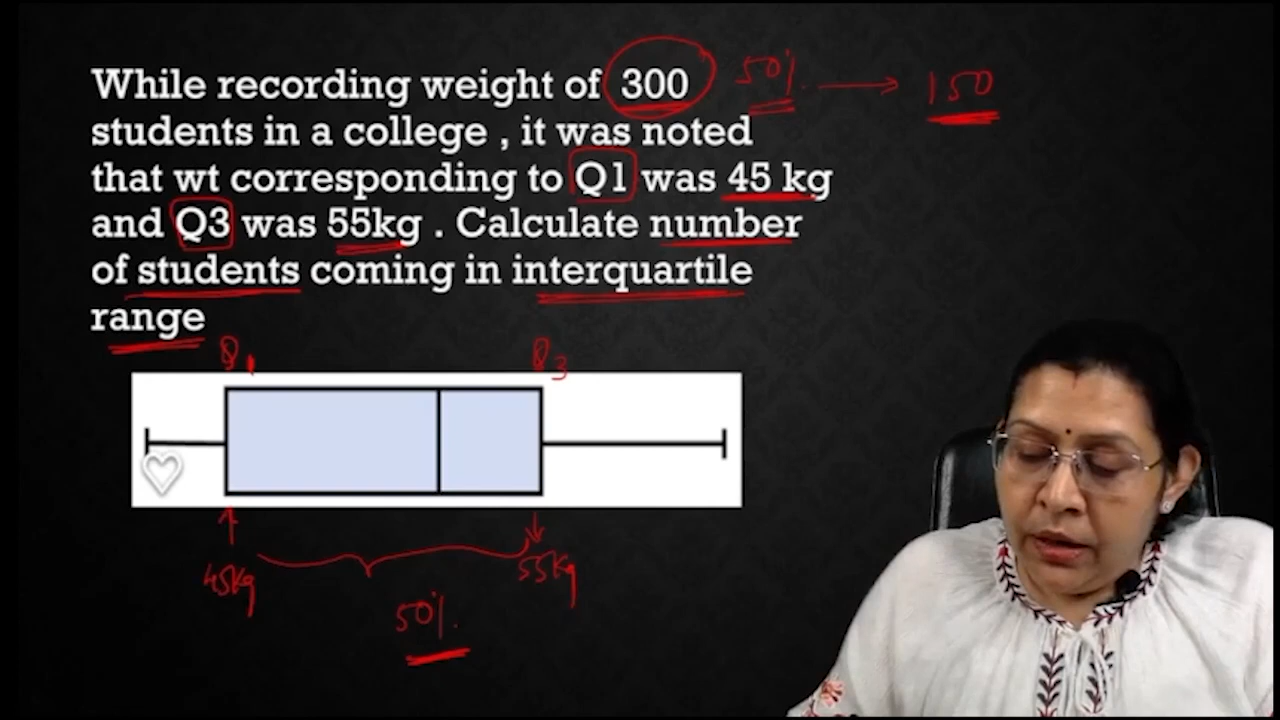 While recording weight of 300 50% → 150
students in a college , it was noted
that wt corresponding to Q1 was 45 kg
and Q3 was 55kg . Calculate number
of students coming in interquartile
range
Q1 Q3
45kg 55kg
50%